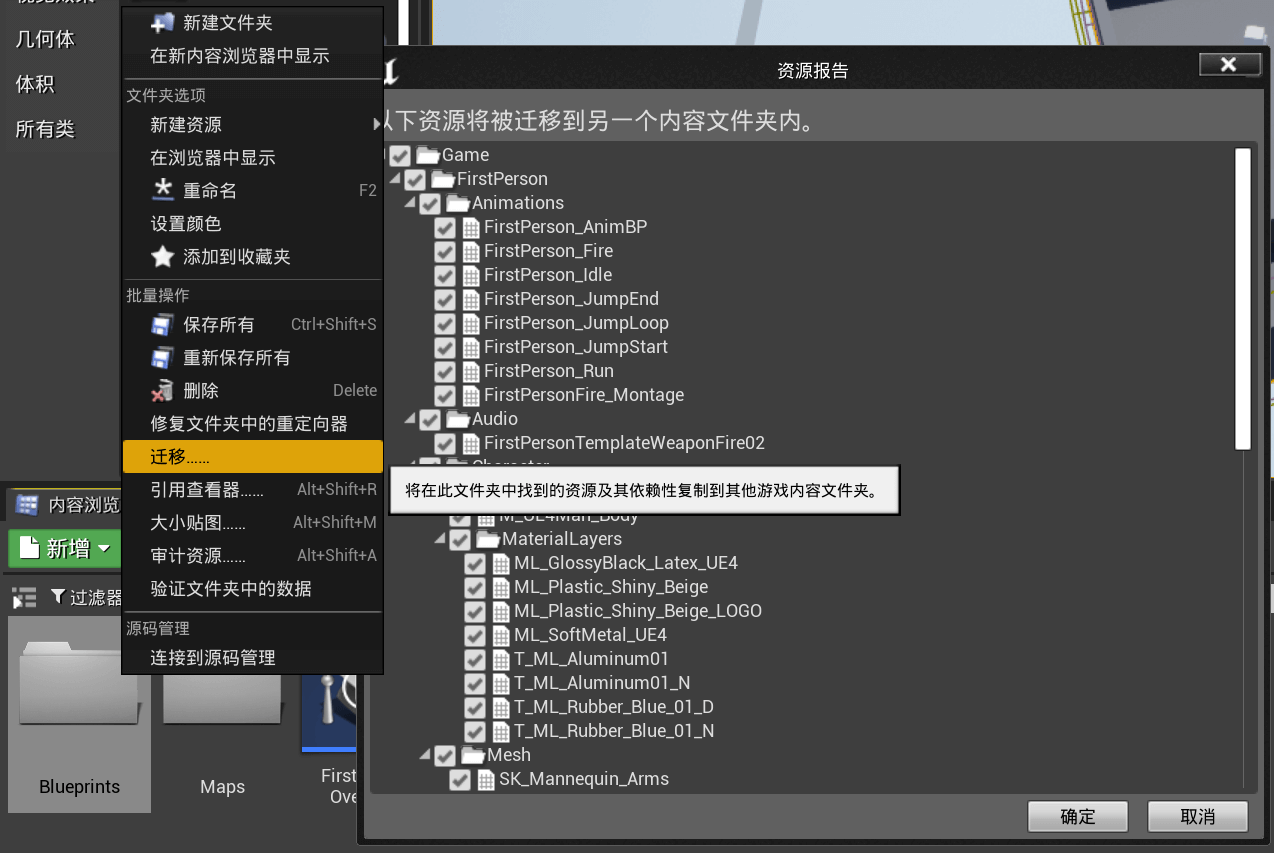 几何体
体积
所有类
新建文件夹
在新内容浏览器中显示
文件夹选项
新建资源
在浏览器中显示
重命名 F2
设置颜色
添加到收藏夹
批量操作
保存所有 Ctrl+Shift+S
重新保存所有
删除 Delete
修复文件夹中的重定向器
迁移......
引用查看器...... Alt+Shift+R
大小贴图...... Alt+Shift+M
审计资源...... Alt+Shift+A
验证文件夹中的数据
源码管理
连接到源码管理
内容浏览
新增
过滤器
Blueprints
Maps
First
Ove
资源报告
以下资源将被迁移到另一个内容文件夹内。
Game
FirstPerson
Animations
FirstPerson_AnimBP
FirstPerson_Fire
FirstPerson_Idle
FirstPerson_JumpEnd
FirstPerson_JumpLoop
FirstPerson_JumpStart
FirstPerson_Run
FirstPersonFire_Montage
Audio
FirstPersonTemplateWeaponFire02
Character
将在此文件夹中找到的资源及其依赖性复制到其他游戏内容文件夹。
M_UE4Man_Body
MaterialLayers
ML_GlossyBlack_Latex_UE4
ML_Plastic_Shiny_Beige
ML_Plastic_Shiny_Beige_LOGO
ML_SoftMetal_UE4
T_ML_Aluminum01
T_ML_Aluminum01_N
T_ML_Rubber_Blue_01_D
T_ML_Rubber_Blue_01_N
Mesh
SK_Mannequin_Arms
确定
取消